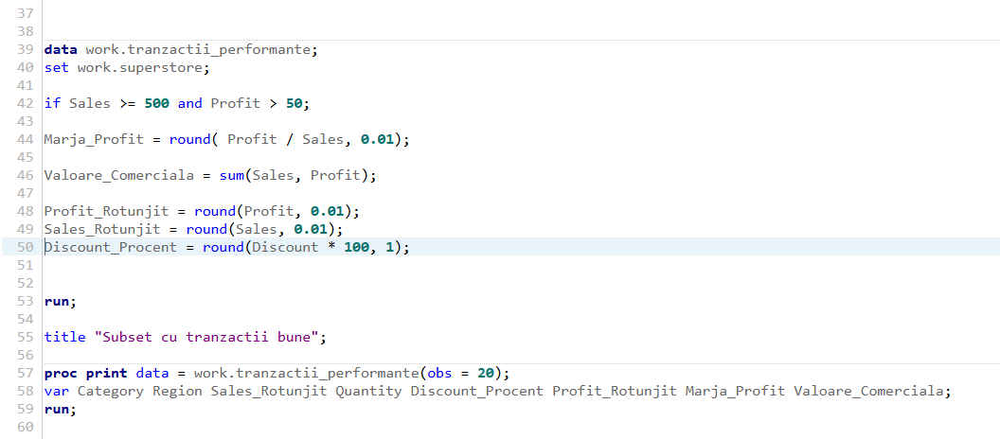 37
38
39 data work.tranzactii_performante;
40 set work.superstore;
41
42 if Sales >= 500 and Profit > 50;
43
44 Marja_Profit = round( Profit / Sales, 0.01);
45
46 Valoare_Comerciala = sum(Sales, Profit);
47
48 Profit_Rotunjit = round(Profit, 0.01);
49 Sales_Rotunjit = round(Sales, 0.01);
50 Discount_Procent = round(Discount * 100, 1);
51
52
53 run;
54
55 title "Subset cu tranzactii bune";
56
57 proc print data = work.tranzactii_performante(obs = 20);
58 var Category Region Sales_Rotunjit Quantity Discount_Procent Profit_Rotunjit Marja_Profit Valoare_Comerciala;
59 run;
60